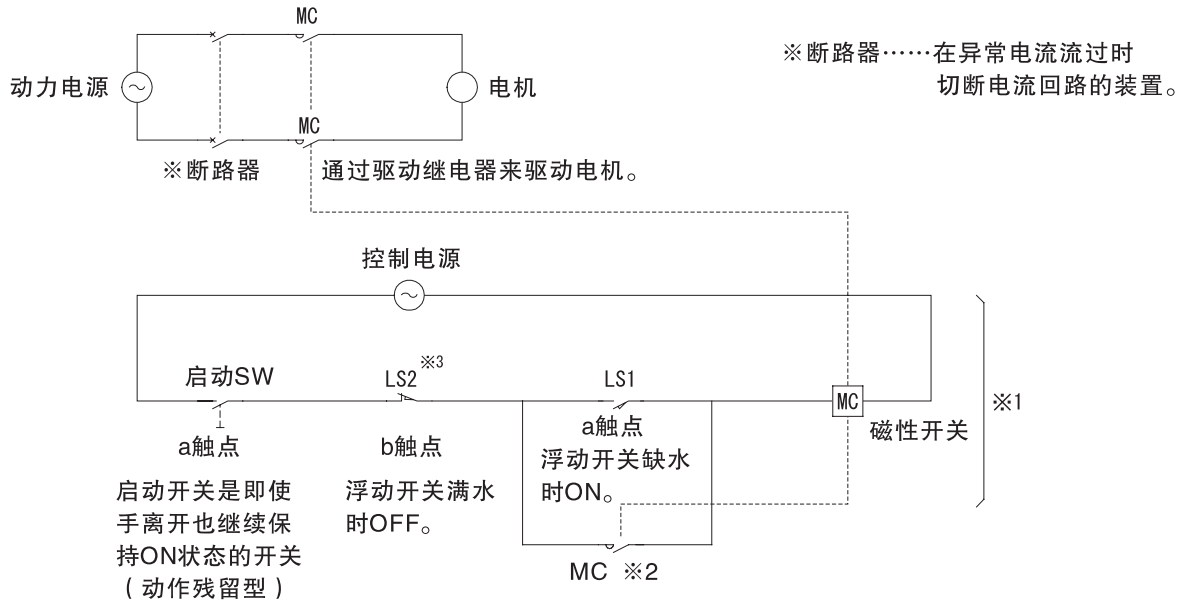 MC
※断路器……在异常电流流过时
切断电流回路的装置。
动力电源
电机
MC
※断路器
通过驱动继电器来驱动电机。
控制电源
启动SW
LS2※3
LS1
MC
※1
a触点
b触点
a触点
磁性开关
浮动开关缺水
时ON。
启动开关是即使
手离开也继续保
持ON状态的开关
（动作残留型）
浮动开关满水
时OFF。
MC ※2